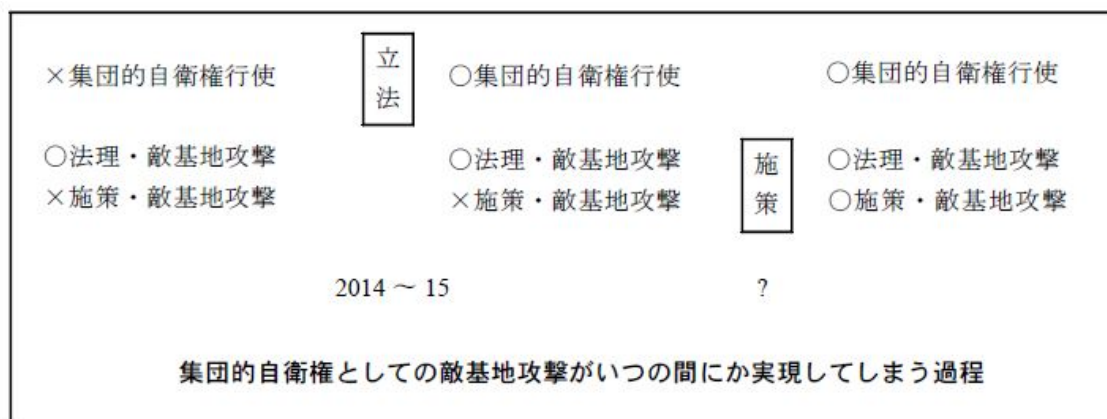 立法
×集団的自衛権行使 ○集団的自衛権行使 ○集団的自衛権行使
○法理・敵基地攻撃 ○法理・敵基地攻撃 ○法理・敵基地攻撃
施策
×施策・敵基地攻撃 ×施策・敵基地攻撃 ○施策・敵基地攻撃
2014 ～ 15 ?
集団的自衛権としての敵基地攻撃がいつの間にか実現してしまう過程